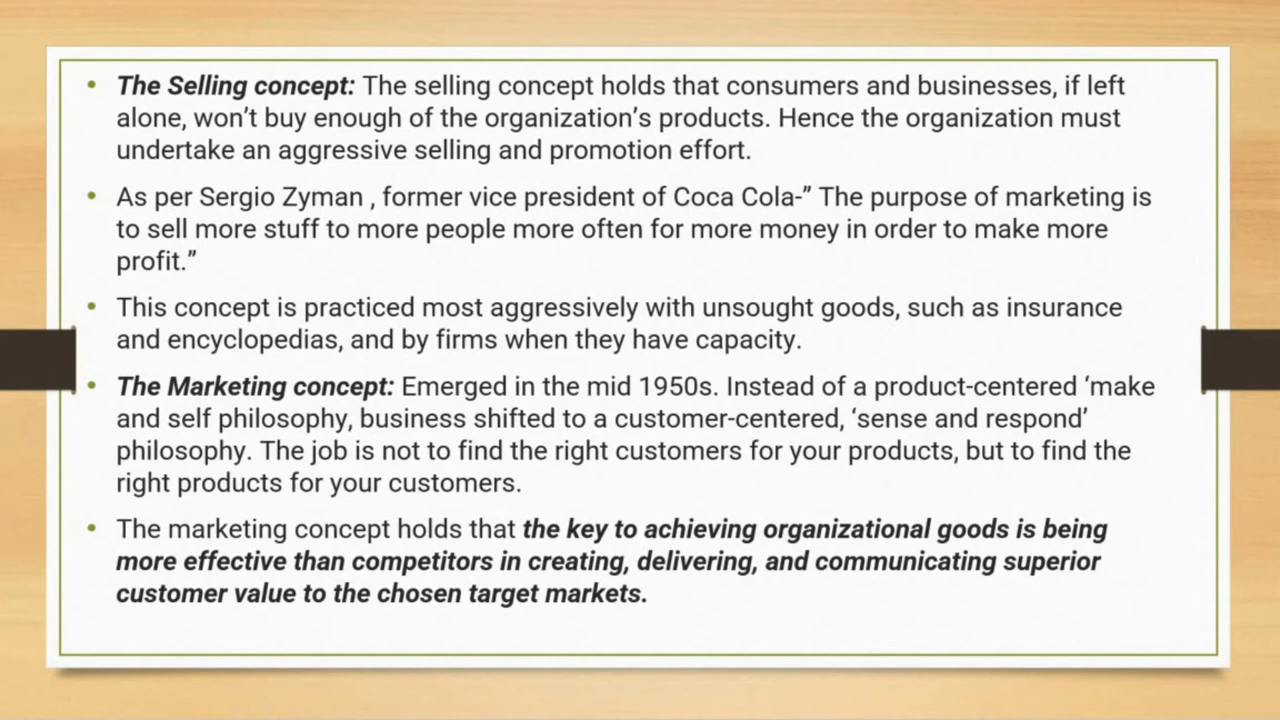 • The Selling concept: The selling concept holds that consumers and businesses, if left
alone, won’t buy enough of the organization’s products. Hence the organization must
undertake an aggressive selling and promotion effort.
• As per Sergio Zyman , former vice president of Coca Cola-” The purpose of marketing is
to sell more stuff to more people more often for more money in order to make more
profit.”
• This concept is practiced most aggressively with unsought goods, such as insurance
and encyclopedias, and by firms when they have capacity.
• The Marketing concept: Emerged in the mid 1950s. Instead of a product-centered ‘make
and self philosophy, business shifted to a customer-centered, ‘sense and respond’
philosophy. The job is not to find the right customers for your products, but to find the
right products for your customers.
• The marketing concept holds that the key to achieving organizational goods is being
more effective than competitors in creating, delivering, and communicating superior
customer value to the chosen target markets.